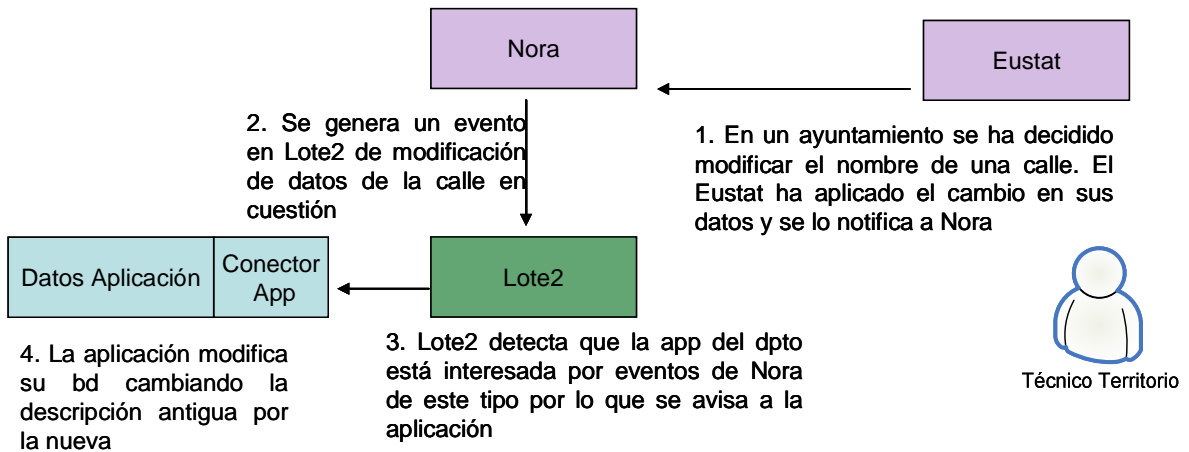 Nora
Eustat
1. En un ayuntamiento se ha decidido
modificar el nombre de una calle. El
Eustat ha aplicado el cambio en sus
datos y se lo notifica a Nora
2. Se genera un evento
en Lote2 de modificación
de datos de la calle en
cuestión
Datos Aplicación
Conector
App
Lote2
3. Lote2 detecta que la app del dpto
está interesada por eventos de Nora
de este tipo por lo que se avisa a la
aplicación
4. La aplicación modifica
su bd cambiando la
descripción antigua por
la nueva
Técnico Territorio